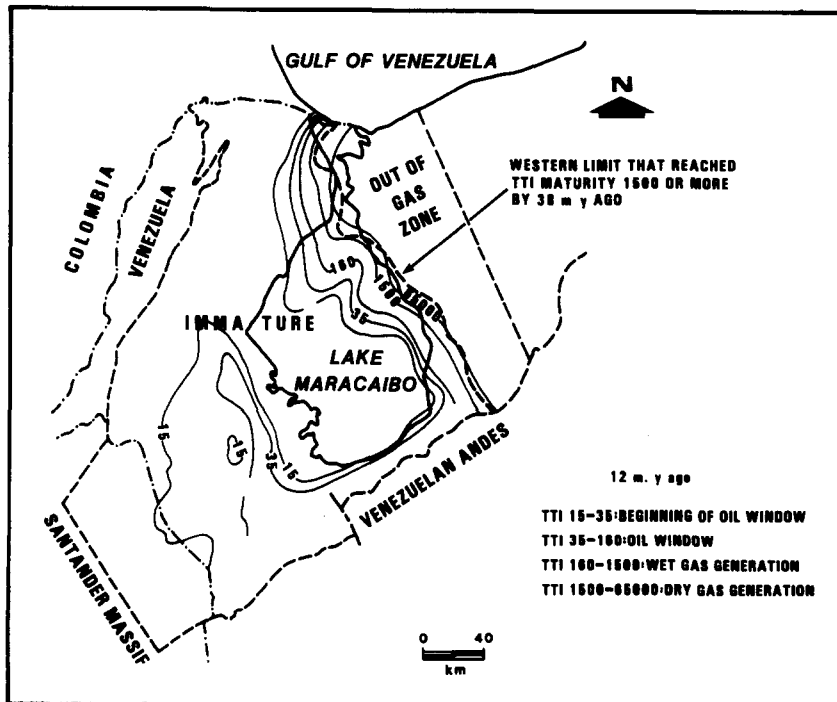 GULF OF VENEZUELA
N
COLOMBIA
VENEZUELA
OUT OF
GAS
ZONE
WESTERN LIMIT THAT REACHED
TTI MATURITY 1500 OR MORE
BY 38 m y AGO
160
1500
65000
35
IMMATURE
LAKE
MARACAIBO
15
15
35
15
VENEZUELAN ANDES
SANTANDER MASSIF
12 m. y ago
TTI 15-35:BEGINNING OF OIL WINDOW
TTI 35-160:OIL WINDOW
TTI 160-1500:WET GAS GENERATION
TTI 1500-65000:DRY GAS GENERATION
0 40
km